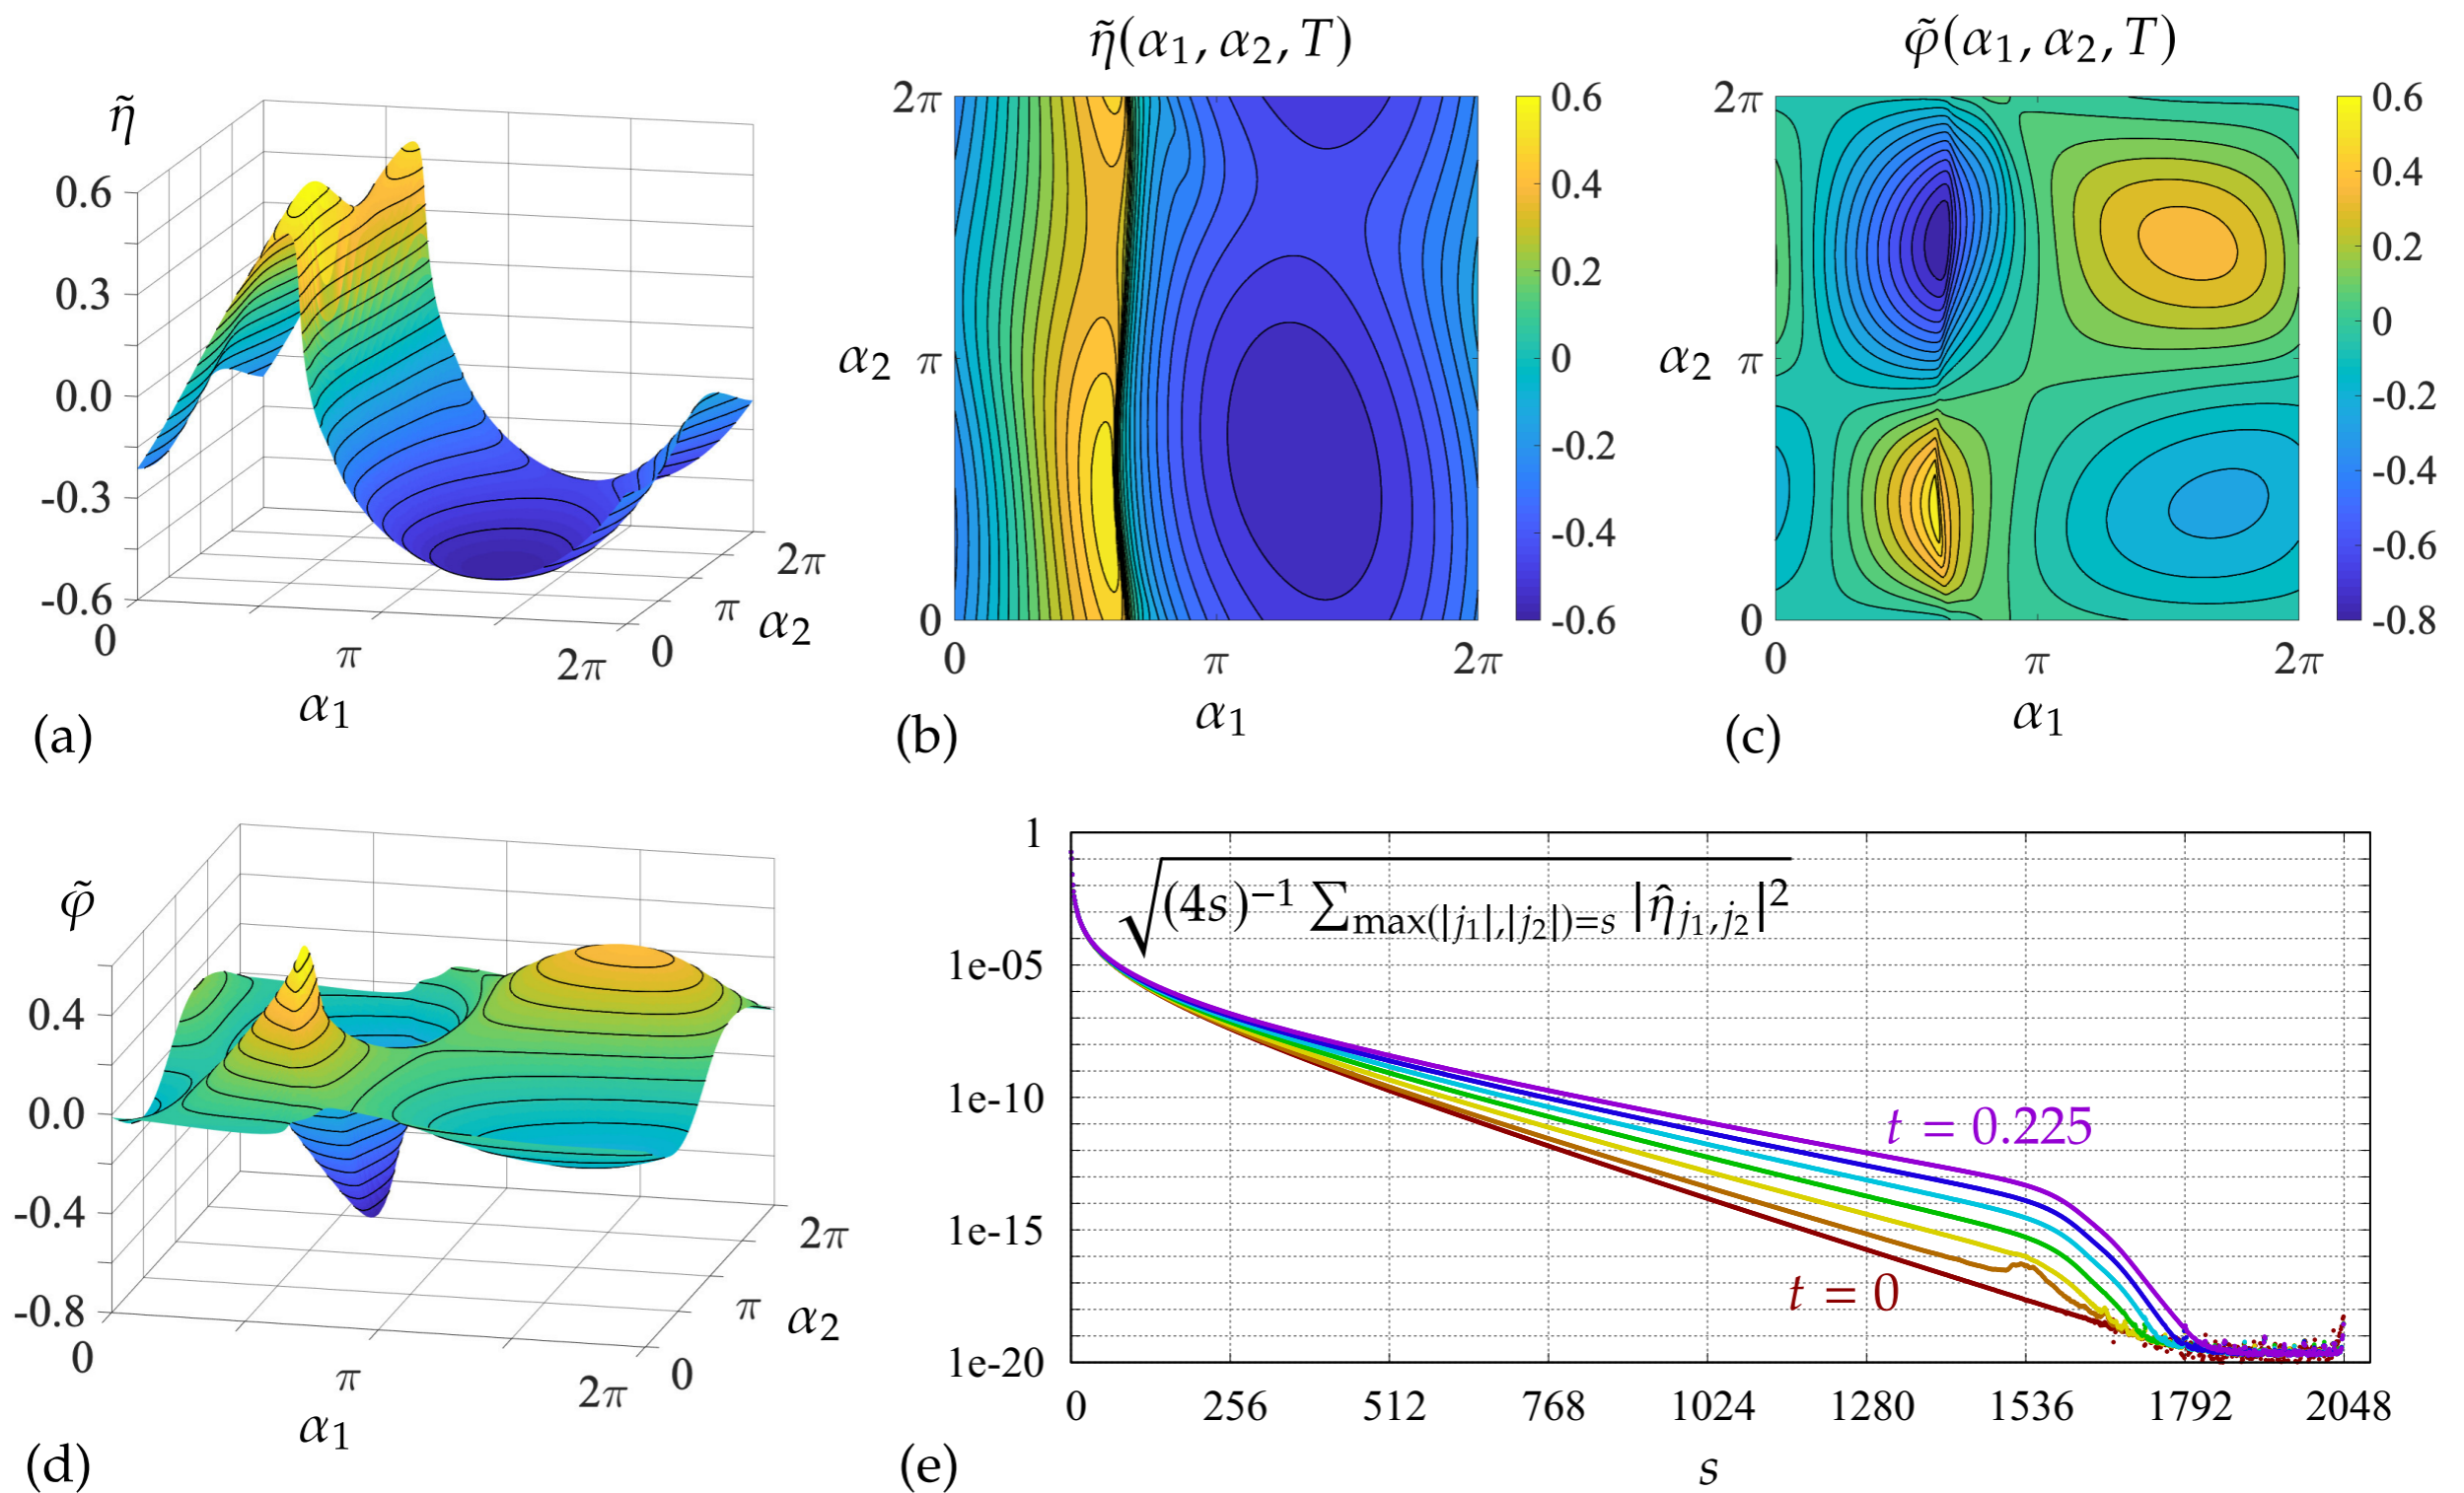 η̃
0.6
0.3
0.0
-0.3
-0.6
0
π
2π
α₁
0
π
2π
α₂
(a)
η̃(α₁, α₂, T)
2π
α₂ π
0
0
π
2π
α₁
0.6
0.4
0.2
0
-0.2
-0.4
-0.6
(b)
φ̃(α₁, α₂, T)
2π
α₂ π
0
0
π
2π
α₁
0.6
0.4
0.2
0
-0.2
-0.4
-0.6
-0.8
(c)
φ̃
0.4
0.0
-0.4
-0.8
0
π
2π
α₁
0
π
2π
α₂
(d)
1
1e-05
1e-10
1e-15
1e-20
√((4s)⁻¹ ∑_{max(|j₁|,|j₂|)=s} |η̂_{j₁,j₂}|²)
t = 0.225
t = 0
0 256 512 768 1024 1280 1536 1792 2048
s
(e)